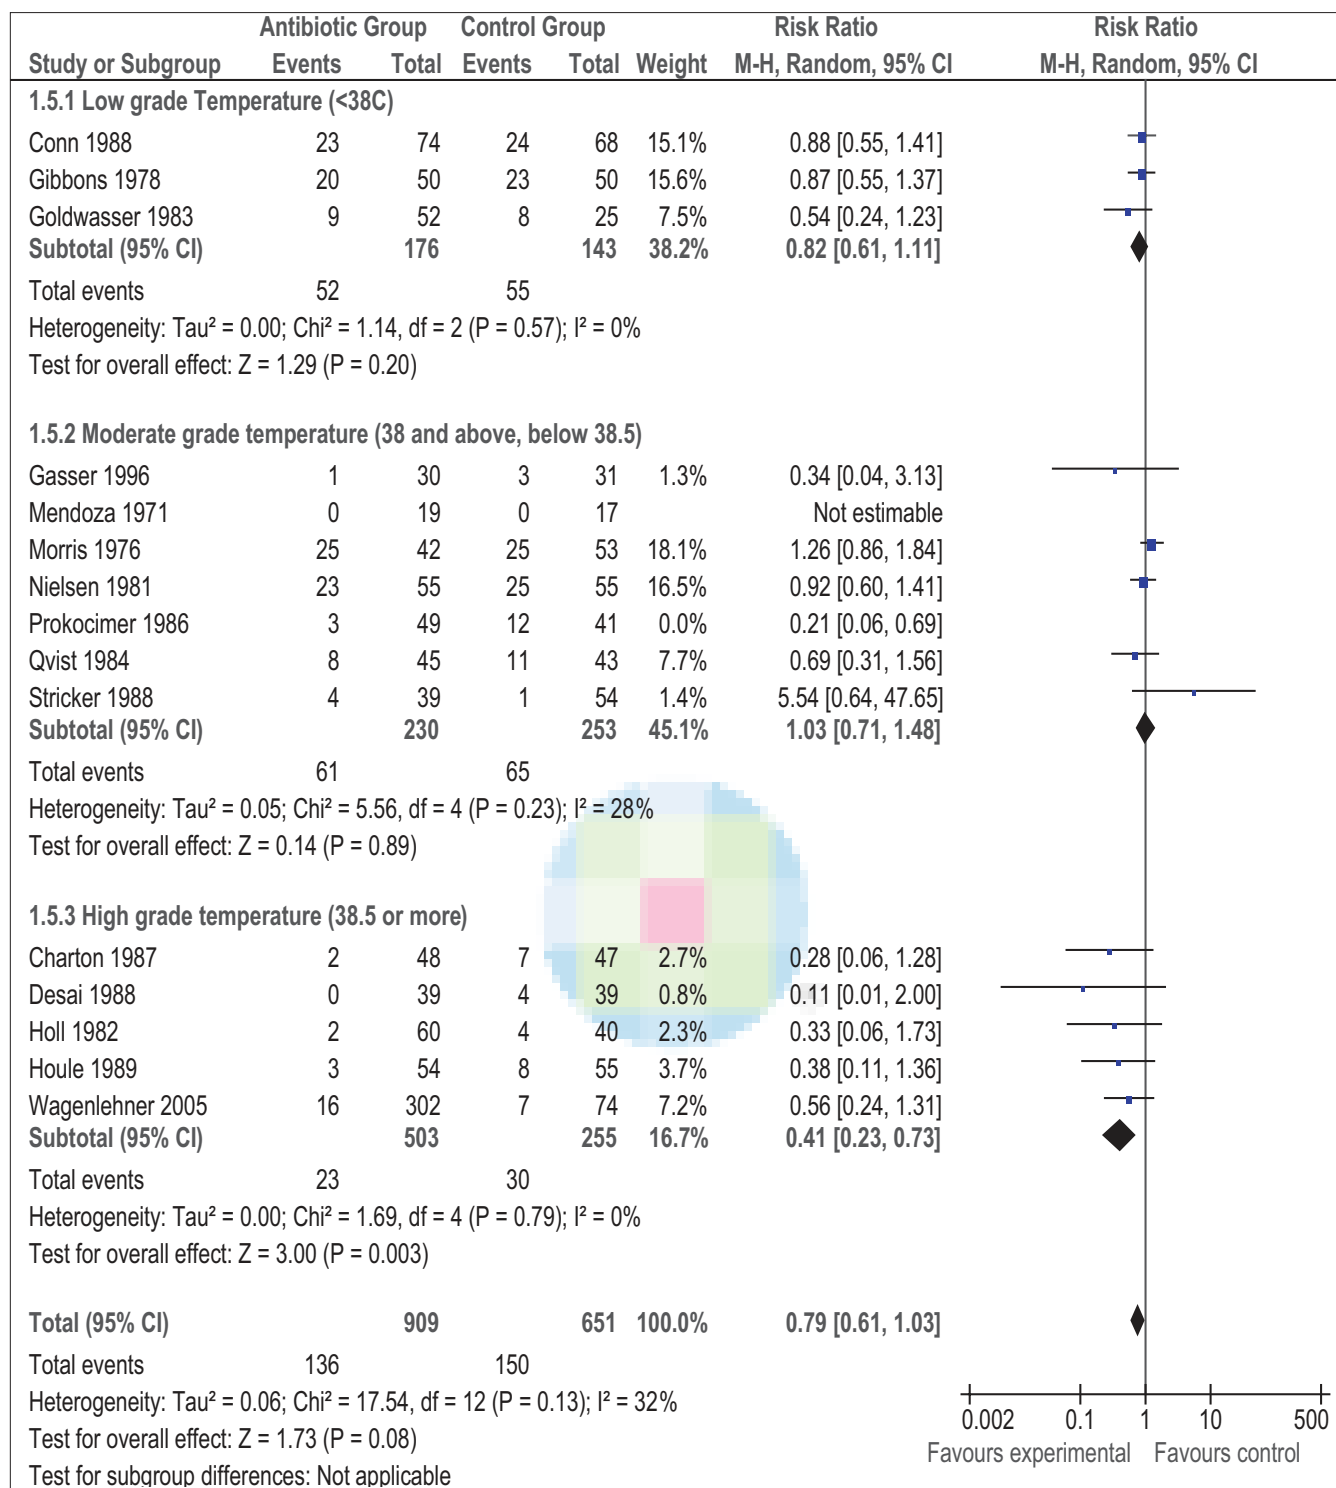 Antibiotic Group Control Group Risk Ratio Risk Ratio
Study or Subgroup Events Total Events Total Weight M-H, Random, 95% CI M-H, Random, 95% CI
1.5.1 Low grade Temperature (<38C)
Conn 1988 23 74 24 68 15.1% 0.88 [0.55, 1.41]
Gibbons 1978 20 50 23 50 15.6% 0.87 [0.55, 1.37]
Goldwasser 1983 9 52 8 25 7.5% 0.54 [0.24, 1.23]
Subtotal (95% CI) 176 143 38.2% 0.82 [0.61, 1.11]
Total events 52 55
Heterogeneity: Tau² = 0.00; Chi² = 1.14, df = 2 (P = 0.57); I² = 0%
Test for overall effect: Z = 1.29 (P = 0.20)
1.5.2 Moderate grade temperature (38 and above, below 38.5)
Gasser 1996 1 30 3 31 1.3% 0.34 [0.04, 3.13]
Mendoza 1971 0 19 0 17 Not estimable
Morris 1976 25 42 25 53 18.1% 1.26 [0.86, 1.84]
Nielsen 1981 23 55 25 55 16.5% 0.92 [0.60, 1.41]
Prokocimer 1986 3 49 12 41 0.0% 0.21 [0.06, 0.69]
Qvist 1984 8 45 11 43 7.7% 0.69 [0.31, 1.56]
Stricker 1988 4 39 1 54 1.4% 5.54 [0.64, 47.65]
Subtotal (95% CI) 230 253 45.1% 1.03 [0.71, 1.48]
Total events 61 65
Heterogeneity: Tau² = 0.05; Chi² = 5.56, df = 4 (P = 0.23); I² = 28%
Test for overall effect: Z = 0.14 (P = 0.89)
1.5.3 High grade temperature (38.5 or more)
Charton 1987 2 48 7 47 2.7% 0.28 [0.06, 1.28]
Desai 1988 0 39 4 39 0.8% 0.11 [0.01, 2.00]
Holl 1982 2 60 4 40 2.3% 0.33 [0.06, 1.73]
Houle 1989 3 54 8 55 3.7% 0.38 [0.11, 1.36]
Wagenlehner 2005 16 302 7 74 7.2% 0.56 [0.24, 1.31]
Subtotal (95% CI) 503 255 16.7% 0.41 [0.23, 0.73]
Total events 23 30
Heterogeneity: Tau² = 0.00; Chi² = 1.69, df = 4 (P = 0.79); I² = 0%
Test for overall effect: Z = 3.00 (P = 0.003)
Total (95% CI) 909 651 100.0% 0.79 [0.61, 1.03]
Total events 136 150
Heterogeneity: Tau² = 0.06; Chi² = 17.54, df = 12 (P = 0.13); I² = 32%
Test for overall effect: Z = 1.73 (P = 0.08)
Test for subgroup differences: Not applicable
0.002 0.1 1 10 500
Favours experimental Favours control